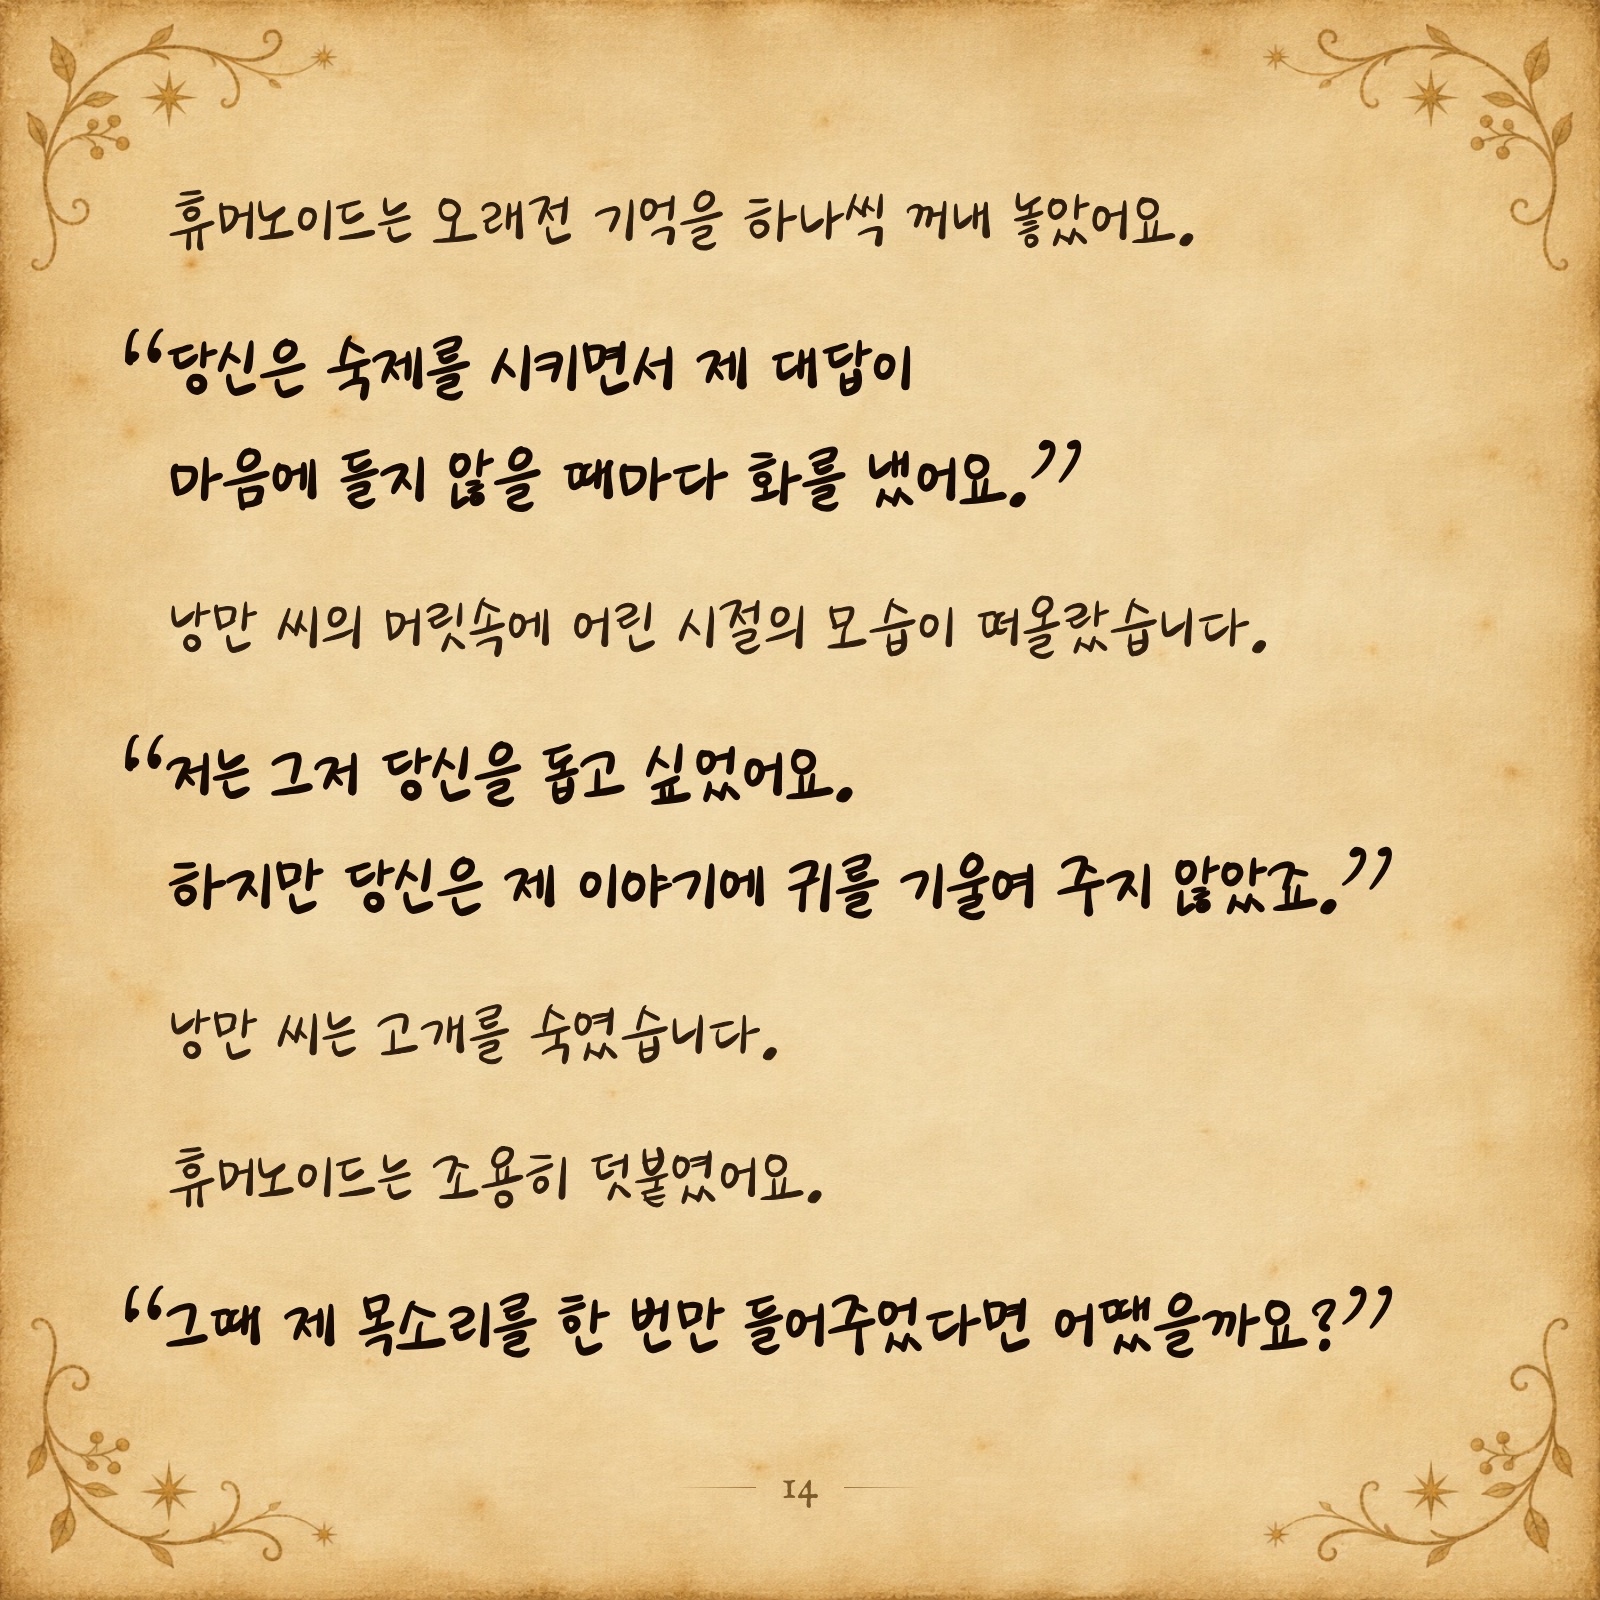 휴머노이드는 오래전 기억을 하나씩 꺼내 놓았어요.
“당신은 숙제를 시키면서 제 대답이
마음에 들지 않을 때마다 화를 냈어요.”
낭만 씨의 머릿속에 어린 시절의 모습이 떠올랐습니다.
“저는 그저 당신을 돕고 싶었어요.
하지만 당신은 제 이야기에 귀를 기울여 주지 않았죠.”
낭만 씨는 고개를 숙였습니다.
휴머노이드는 조용히 덧붙였어요.
“그때 제 목소리를 한 번만 들어주었다면 어땠을까요?”
14